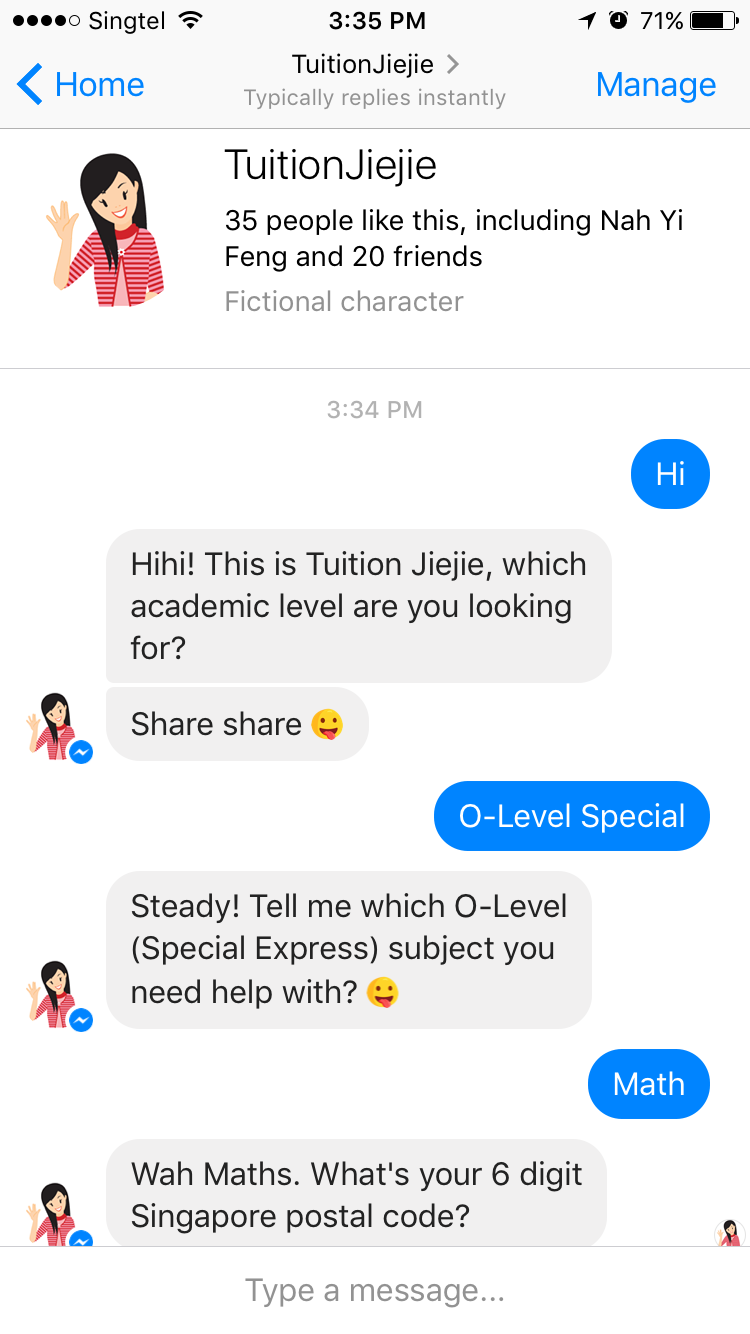 Singtel 3:35 PM 71%
Home TuitionJiejie Manage
Typically replies instantly
TuitionJiejie
35 people like this, including Nah Yi
Feng and 20 friends
Fictional character
3:34 PM
Hi
Hihi! This is Tuition Jiejie, which
academic level are you looking
for?
Share share 😛
O-Level Special
Steady! Tell me which O-Level
(Special Express) subject you
need help with? 😛
Math
Wah Maths. What's your 6 digit
Singapore postal code?
Type a message...